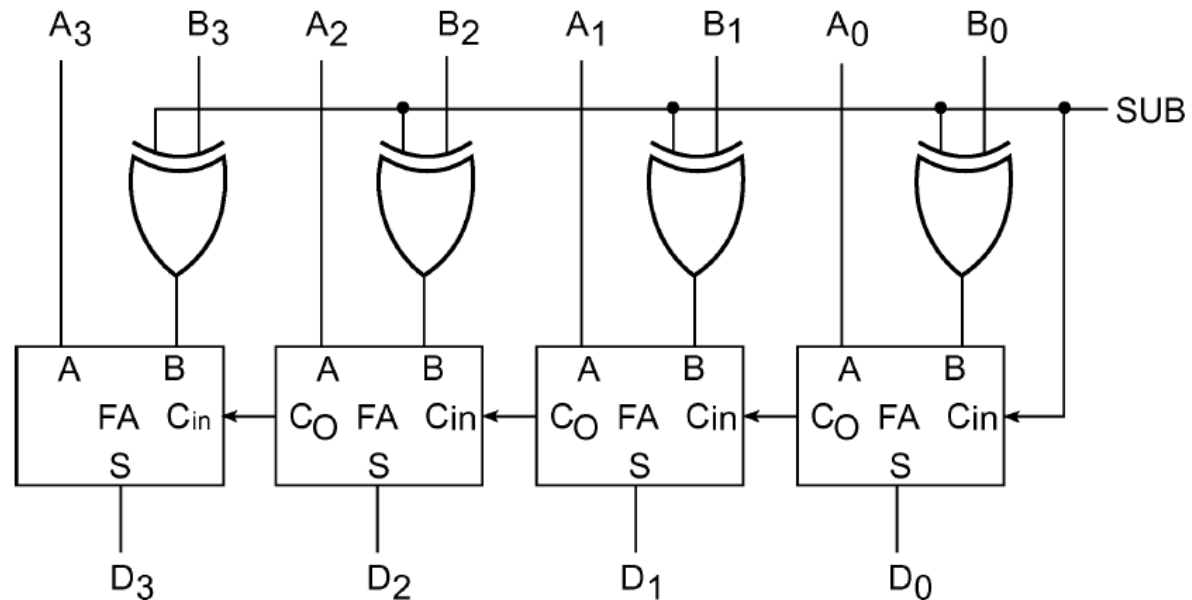 A3 B3 A2 B2 A1 B1 A0 B0
SUB
A B A B A B A B
FA Cin CO FA Cin CO FA Cin CO FA Cin
S S S S
D3 D2 D1 D0